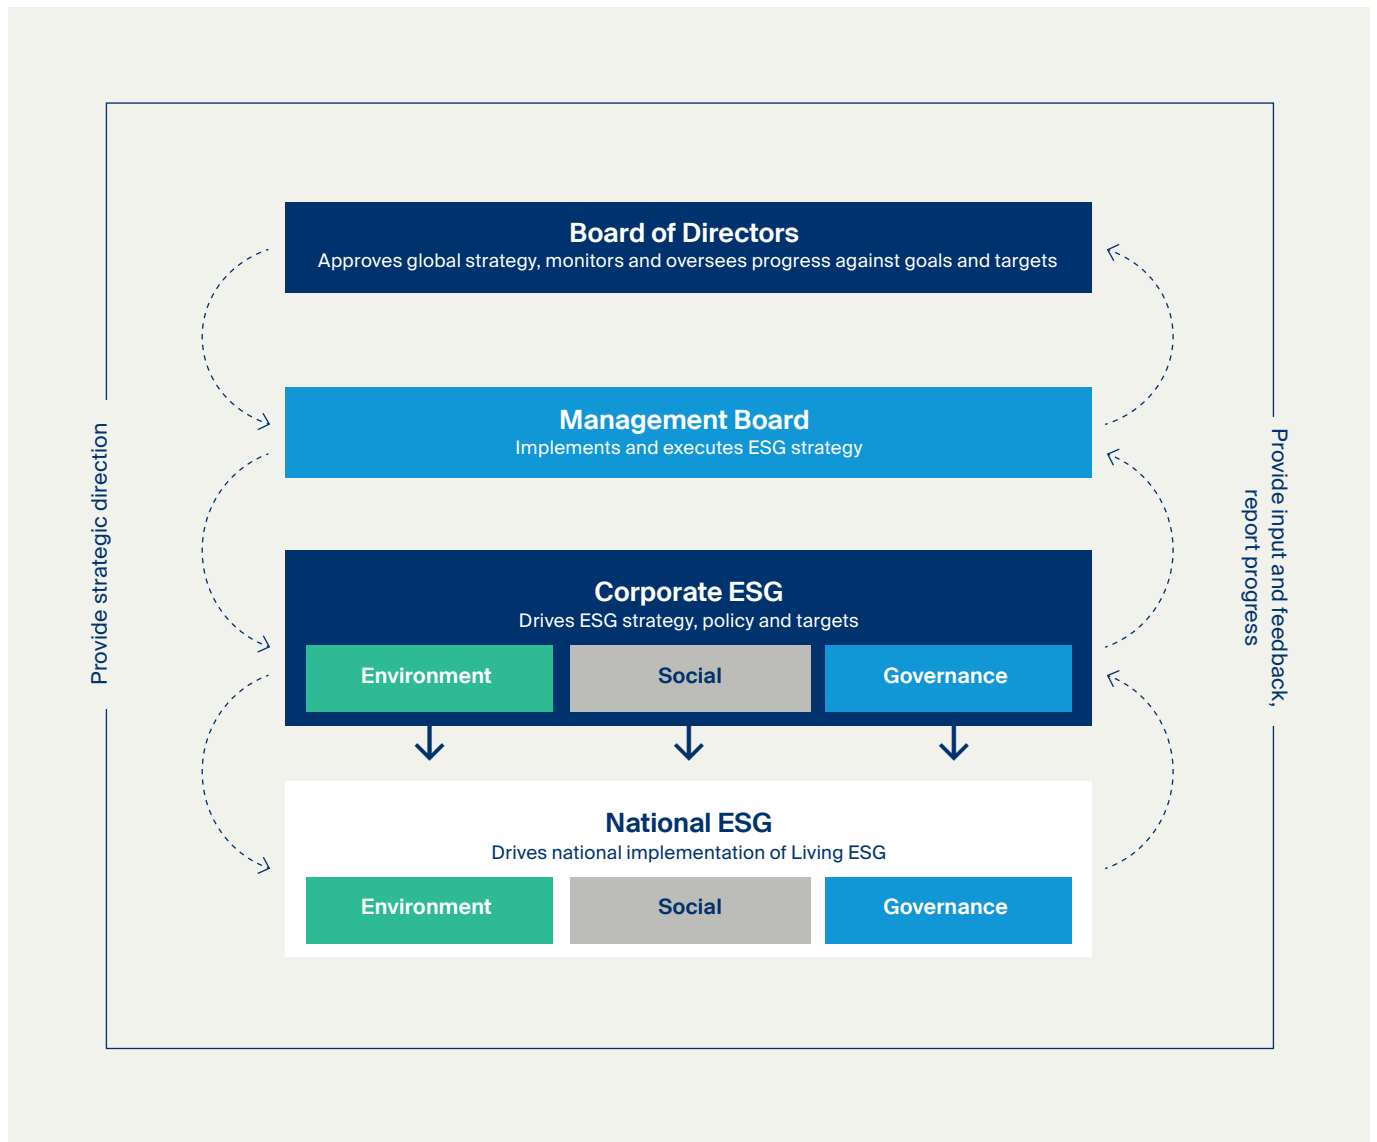 Board of Directors
Approves global strategy, monitors and oversees progress against goals and targets
Management Board
Implements and executes ESG strategy
Provide strategic direction
Provide input and feedback,
report progress
Corporate ESG
Drives ESG strategy, policy and targets
Environment
Social
Governance
National ESG
Drives national implementation of Living ESG
Environment
Social
Governance